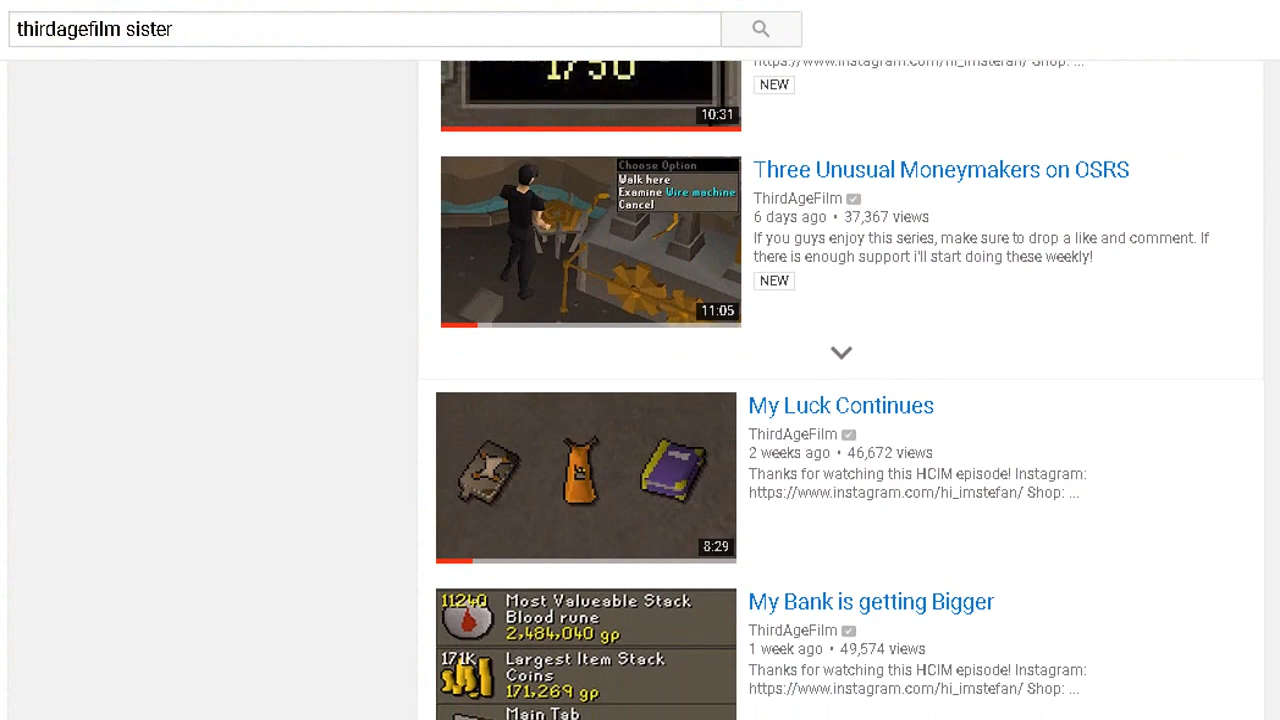 thirdagefilm sister
1/50
https://www.instagram.com/hi_imstefan/ Shop: ...
NEW
10:31
Choose Option
Walk here
Examine Wire machine
Cancel
11:05
Three Unusual Moneymakers on OSRS
ThirdAgeFilm
6 days ago • 37,367 views
If you guys enjoy this series, make sure to drop a like and comment. If
there is enough support i'll start doing these weekly!
NEW
8:29
My Luck Continues
ThirdAgeFilm
2 weeks ago • 46,672 views
Thanks for watching this HCIM episode! Instagram:
https://www.instagram.com/hi_imstefan/ Shop: ...
11240
Most Valueable Stack
Blood rune
2,484,040 gp
171K
Largest Item Stack
Coins
171,269 gp
Main Tab
My Bank is getting Bigger
ThirdAgeFilm
1 week ago • 49,574 views
Thanks for watching this HCIM episode! Instagram:
https://www.instagram.com/hi_imstefan/ Shop: ...